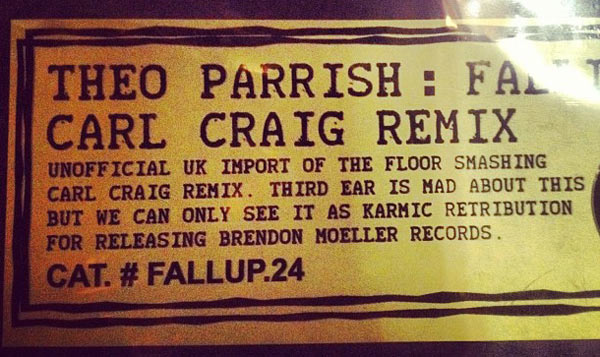 THEO PARRISH : FALL
CARL CRAIG REMIX
UNOFFICIAL UK IMPORT OF THE FLOOR SMASHING
CARL CRAIG REMIX. THIRD EAR IS MAD ABOUT THIS
BUT WE CAN ONLY SEE IT AS KARMIC RETRIBUTION
FOR RELEASING BRENDON MOELLER RECORDS.
CAT. # FALLUP.24